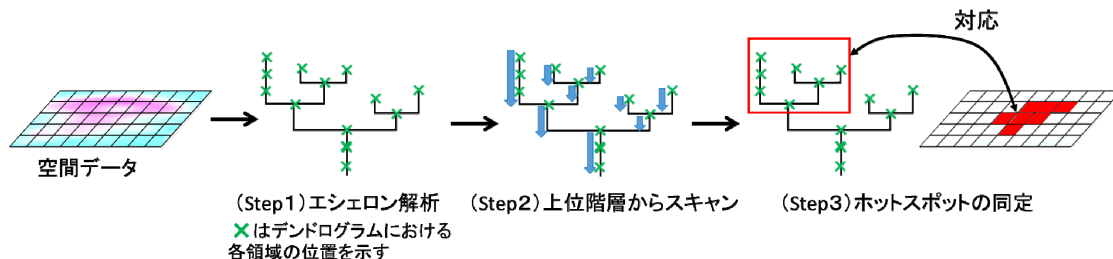 対応
空間データ
(Step1)エシェロン解析
×はデンドログラムにおける
各領域の位置を示す
(Step2)上位階層からスキャン
(Step3)ホットスポットの同定